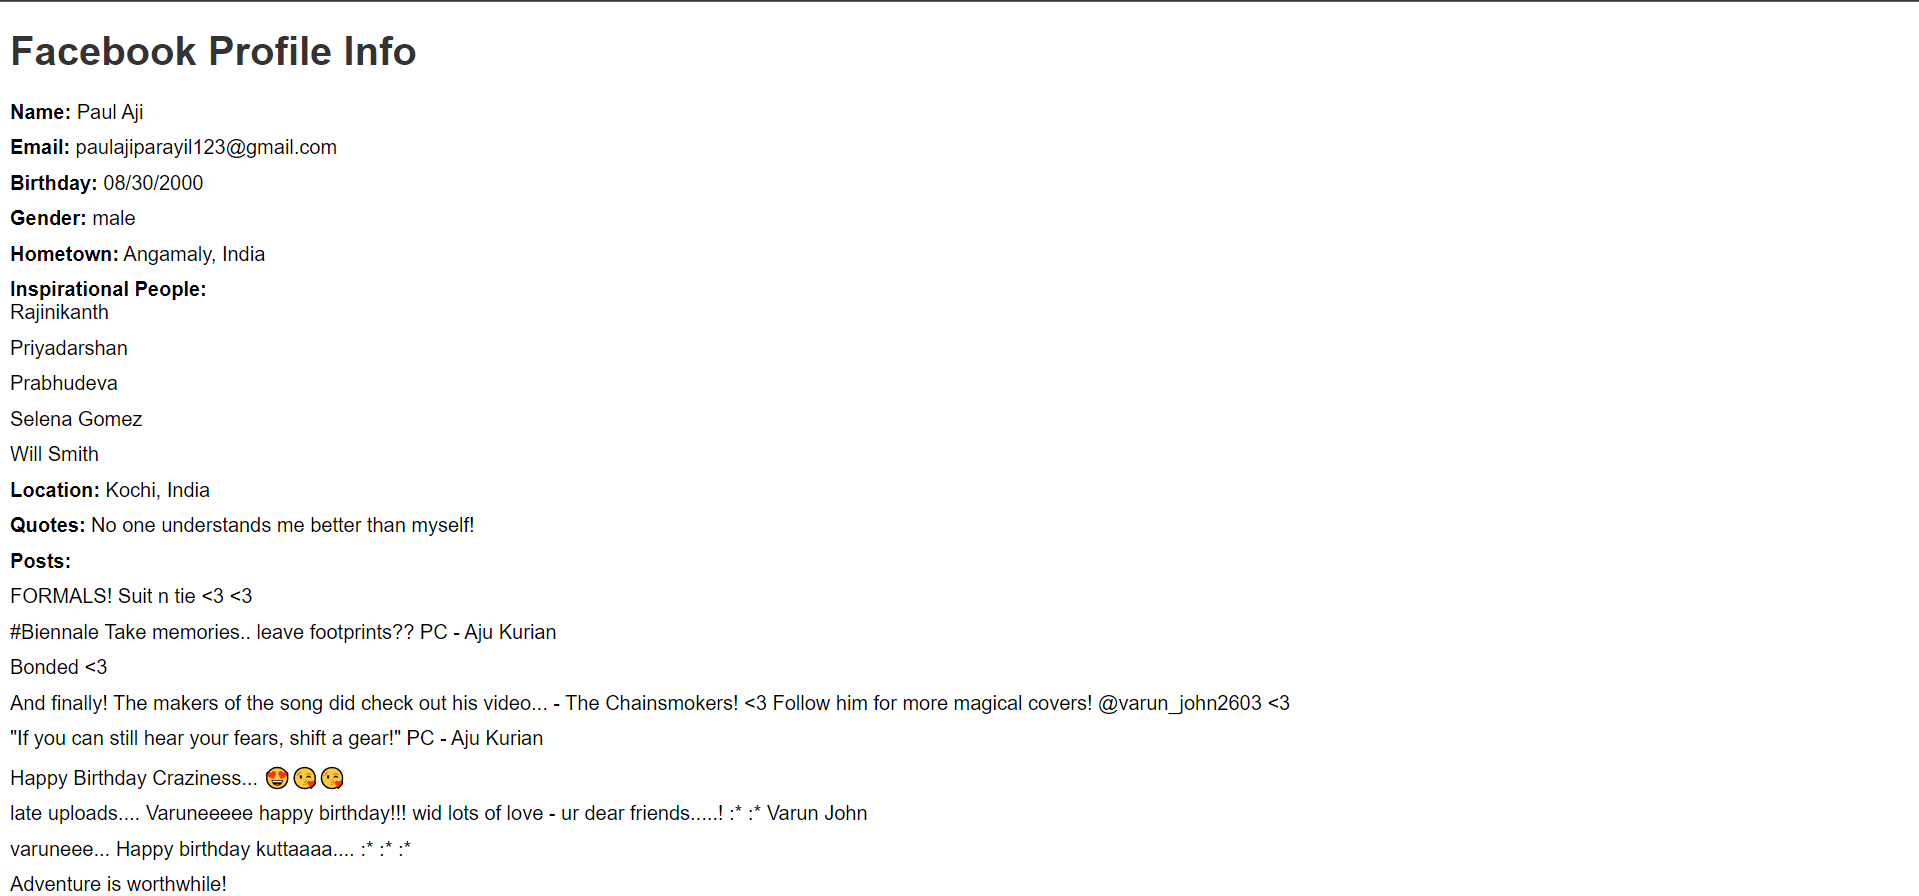 Facebook Profile Info
Name: Paul Aji
Email: paulajiparayil123@gmail.com
Birthday: 08/30/2000
Gender: male
Hometown: Angamaly, India
Inspirational People:
Rajinikanth
Priyadarshan
Prabhudeva
Selena Gomez
Will Smith
Location: Kochi, India
Quotes: No one understands me better than myself!
Posts:
FORMALS! Suit n tie <3 <3
#Biennale Take memories.. leave footprints?? PC - Aju Kurian
Bonded <3
And finally! The makers of the song did check out his video... - The Chainsmokers! <3 Follow him for more magical covers! @varun_john2603 <3
"If you can still hear your fears, shift a gear!" PC - Aju Kurian
Happy Birthday Craziness... 😍😘😘
late uploads.... Varuneeeee happy birthday!!! wid lots of love - ur dear friends.....! :* :* Varun John
varuneee... Happy birthday kuttaaaa.... :* :* :*
Adventure is worthwhile!